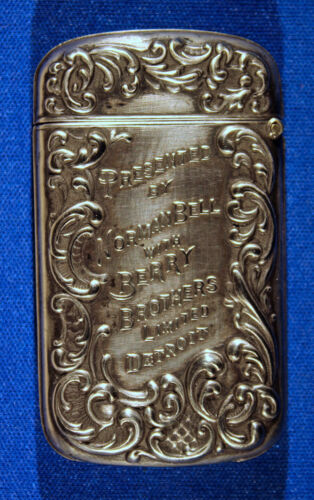 PRESENTED
BY
NORMAN BELL
WITH
BERRY
BROTHERS
LIMITED
DETROIT